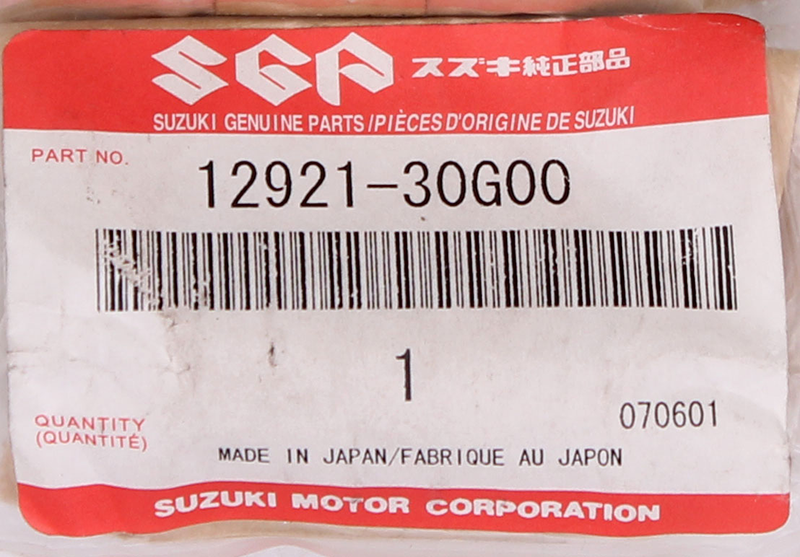 SGP スズキ純正部品
SUZUKI GENUINE PARTS/PIÈCES D'ORIGINE DE SUZUKI
PART NO.
12921-30G00
1
070601
QUANTITY
(QUANTITÉ)
MADE IN JAPAN/FABRIQUE AU JAPON
SUZUKI MOTOR CORPORATION